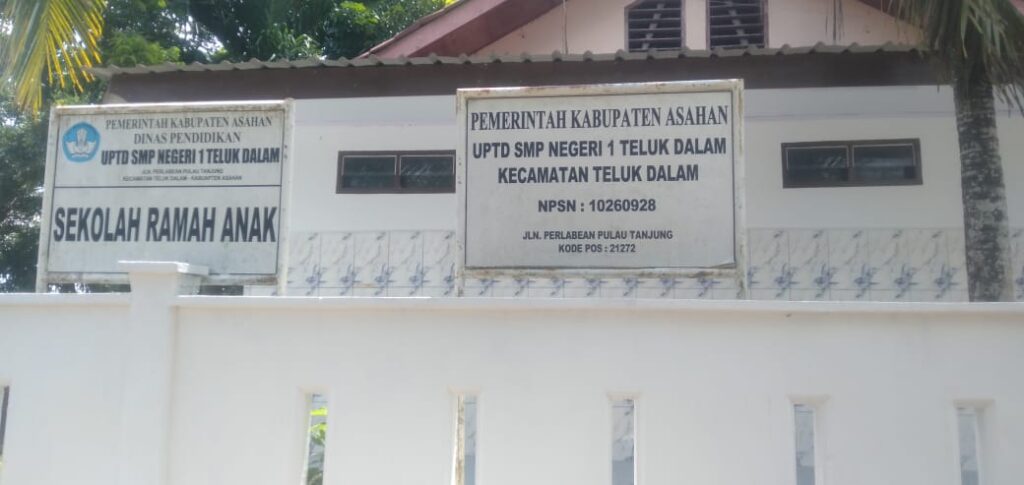 PEMERINTAH KABUPATEN ASAHAN
DINAS PENDIDIKAN
UPTD SMP NEGERI 1 TELUK DALAM
JLN. PERLABEAN PULAU TANJUNG
KECAMATAN TELUK DALAM - KABUPATEN ASAHAN
SEKOLAH RAMAH ANAK
PEMERINTAH KABUPATEN ASAHAN
UPTD SMP NEGERI 1 TELUK DALAM
KECAMATAN TELUK DALAM
NPSN : 10260928
JLN. PERLABEAN PULAU TANJUNG
KODE POS : 21272